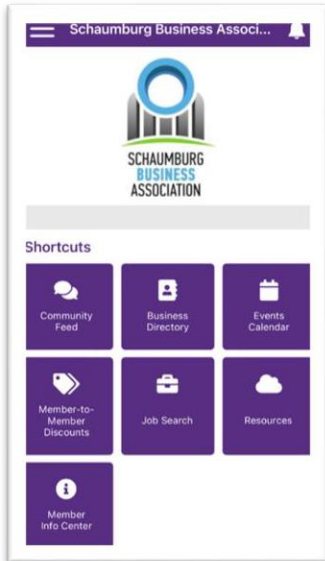 Schaumburg Business Associ...
SCHAUMBURG
BUSINESS
ASSOCIATION
Shortcuts
Community
Feed
Business
Directory
Events
Calendar
Member-to-
Member
Discounts
Job Search
Resources
Member
Info Center